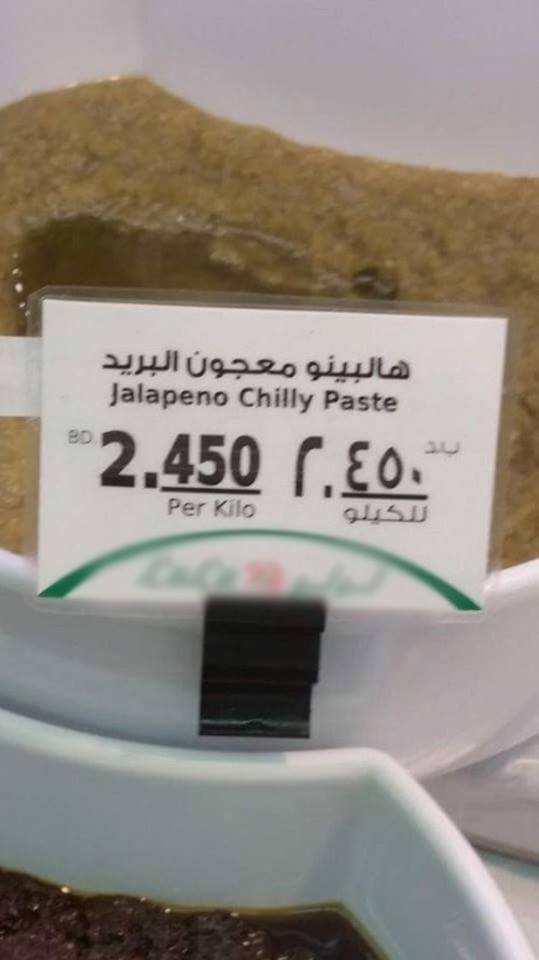 هالبينو معجون البريد
Jalapeno Chilly Paste
BD. 2.450 ٢.٤٥٠ ب.د
Per Kilo للكيلو